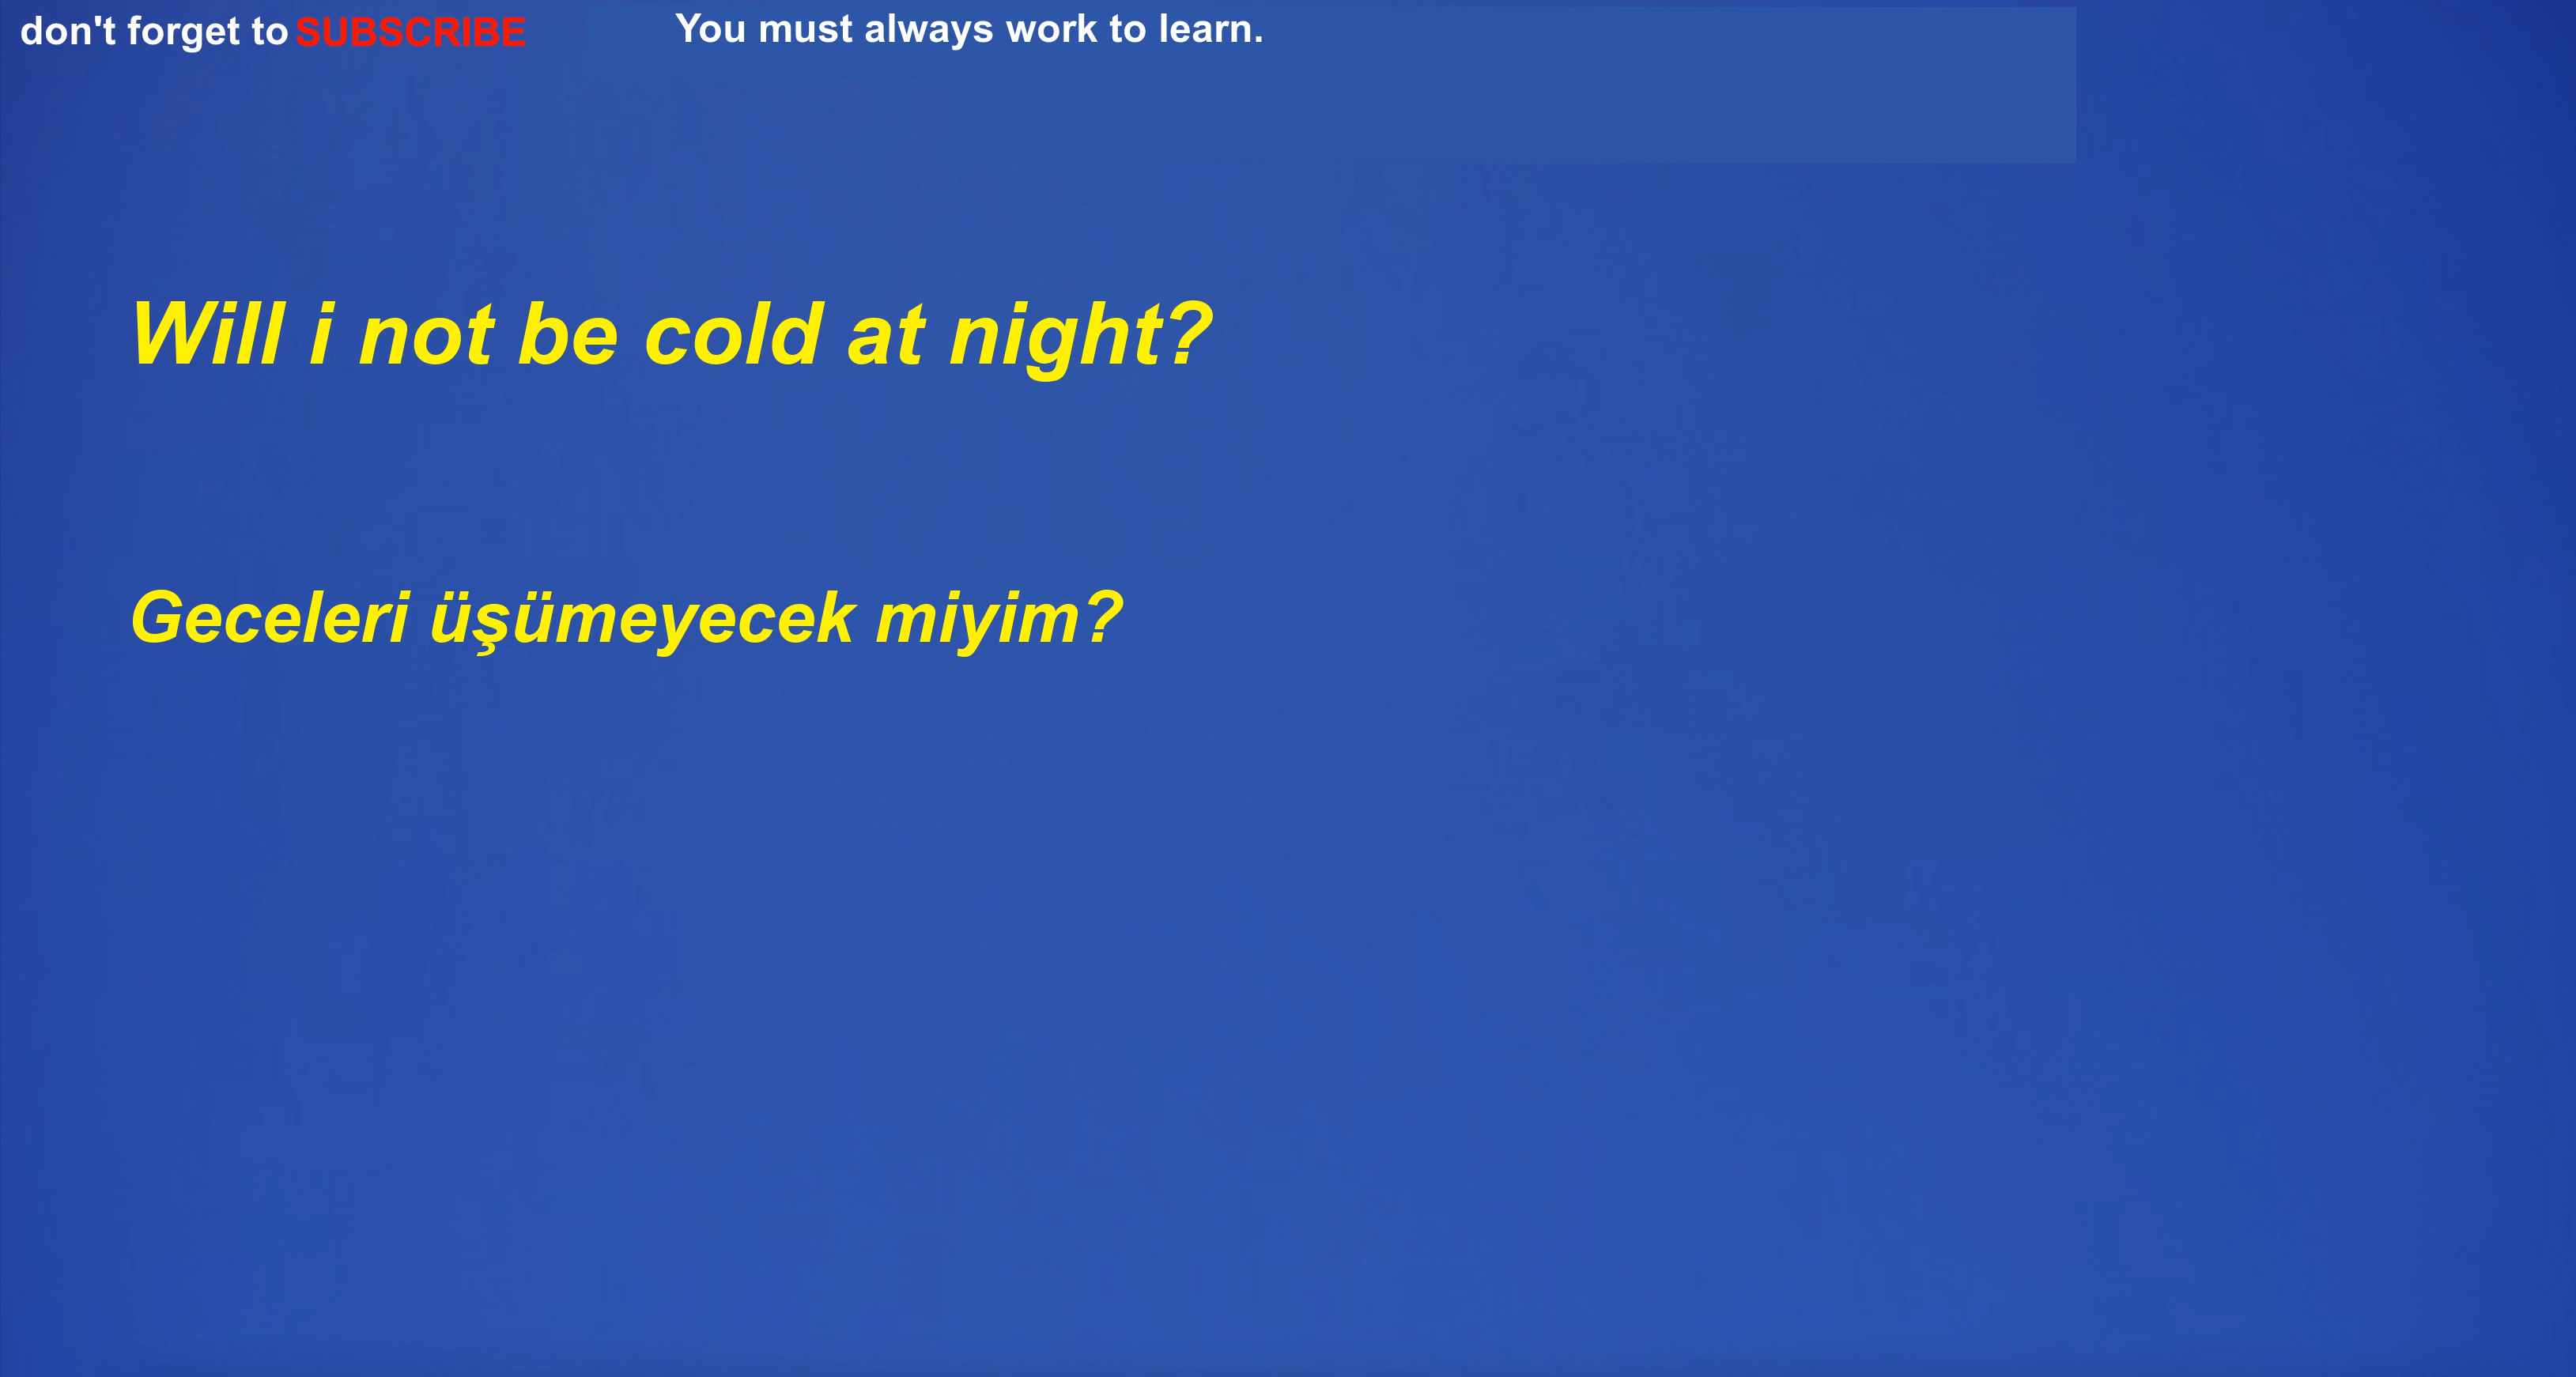 don't forget to SUBSCRIBE
You must always work to learn.
Will i not be cold at night?
Geceleri üşümeyecek miyim?